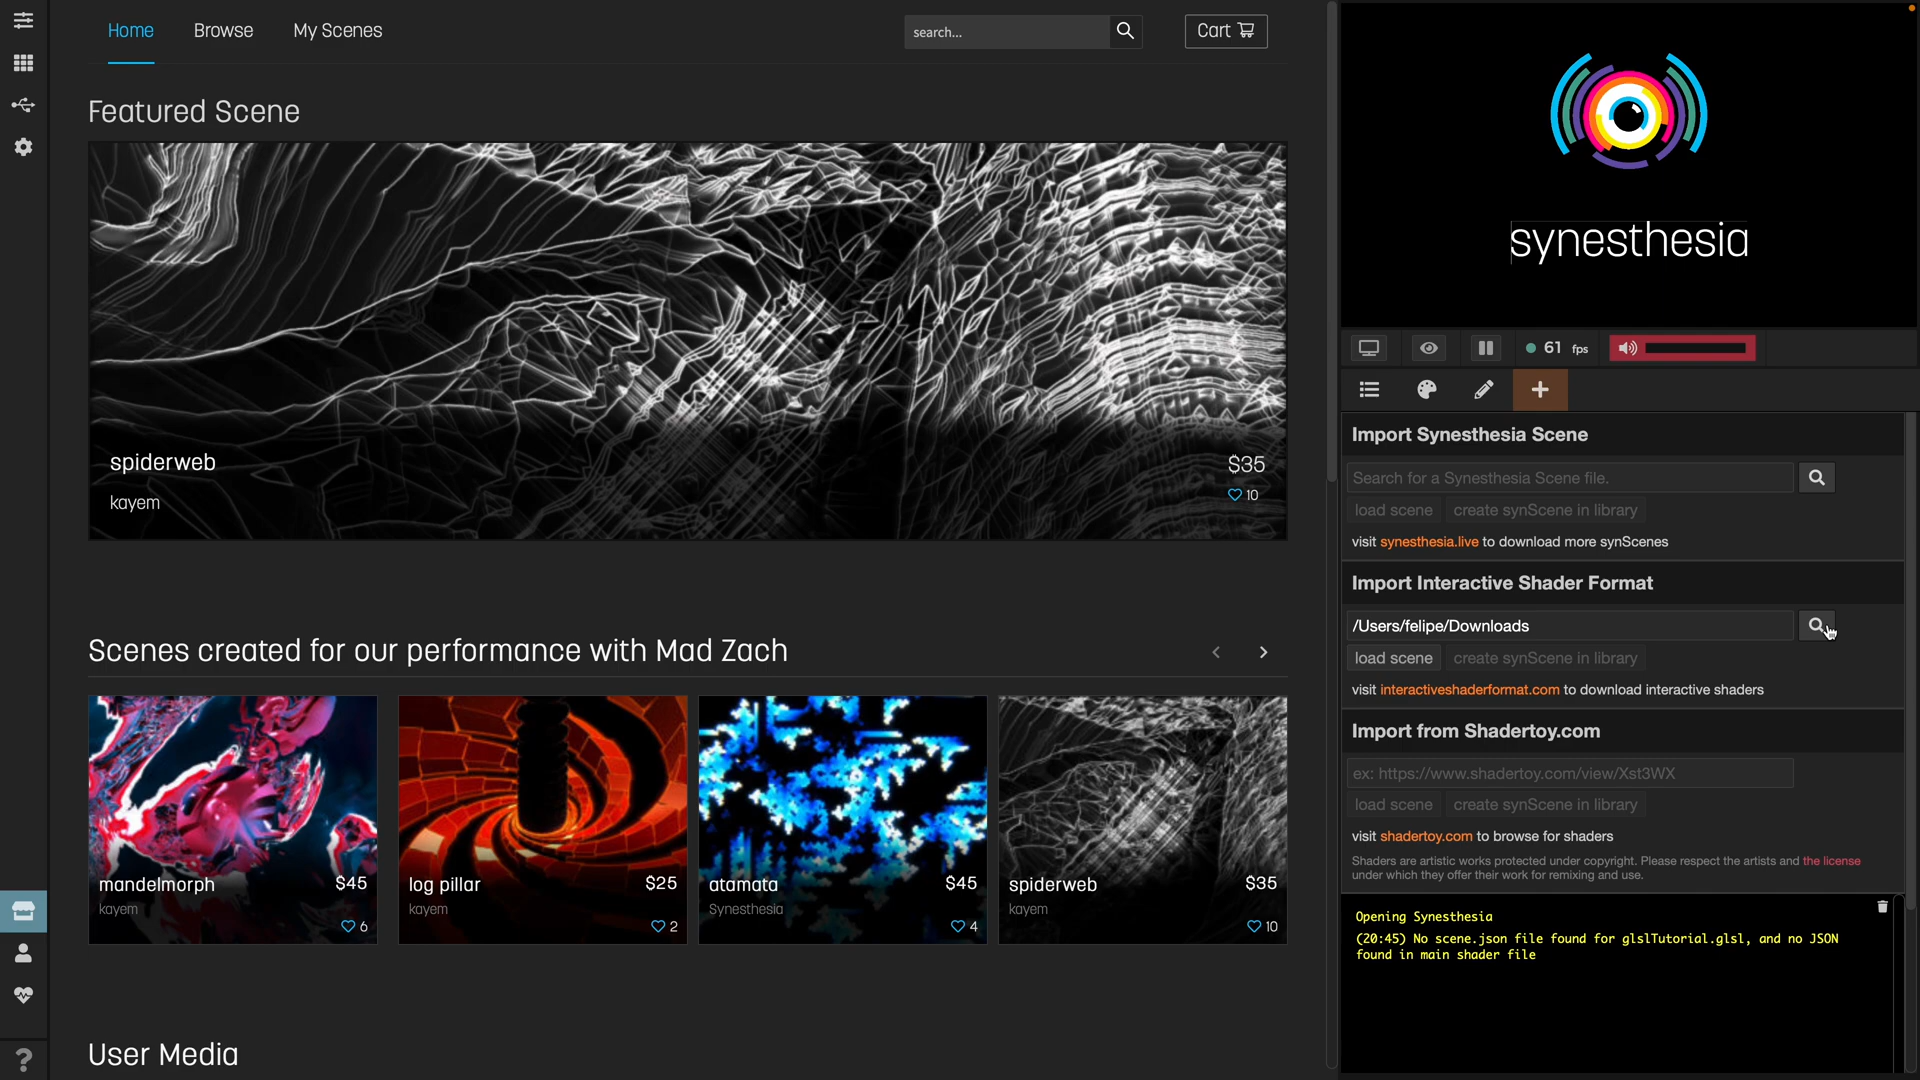 Home
Browse
My Scenes
search...
Cart
Featured Scene
spiderweb
kayem
$35
10
Scenes created for our performance with Mad Zach
mandelmorph
$45
kayem
6
log pillar
$25
kayem
2
atamata
$45
Synesthesia
4
spiderweb
$35
kayem
10
User Media
synesthesia
61 fps
Import Synesthesia Scene
Search for a Synesthesia Scene file.
load scene
create synScene in library
visit synesthesia.live to download more synScenes
Import Interactive Shader Format
/Users/felipe/Downloads
load scene
create synScene in library
visit interactiveshaderformat.com to download interactive shaders
Import from Shadertoy.com
ex: https://www.shadertoy.com/view/Xst3WX
load scene
create synScene in library
visit shadertoy.com to browse for shaders
Shaders are artistic works protected under copyright. Please respect the artists and the license
under which they offer their work for remixing and use.
Opening Synesthesia
(20:45) No scene.json file found for glslTutorial.glsl, and no JSON
found in main shader file